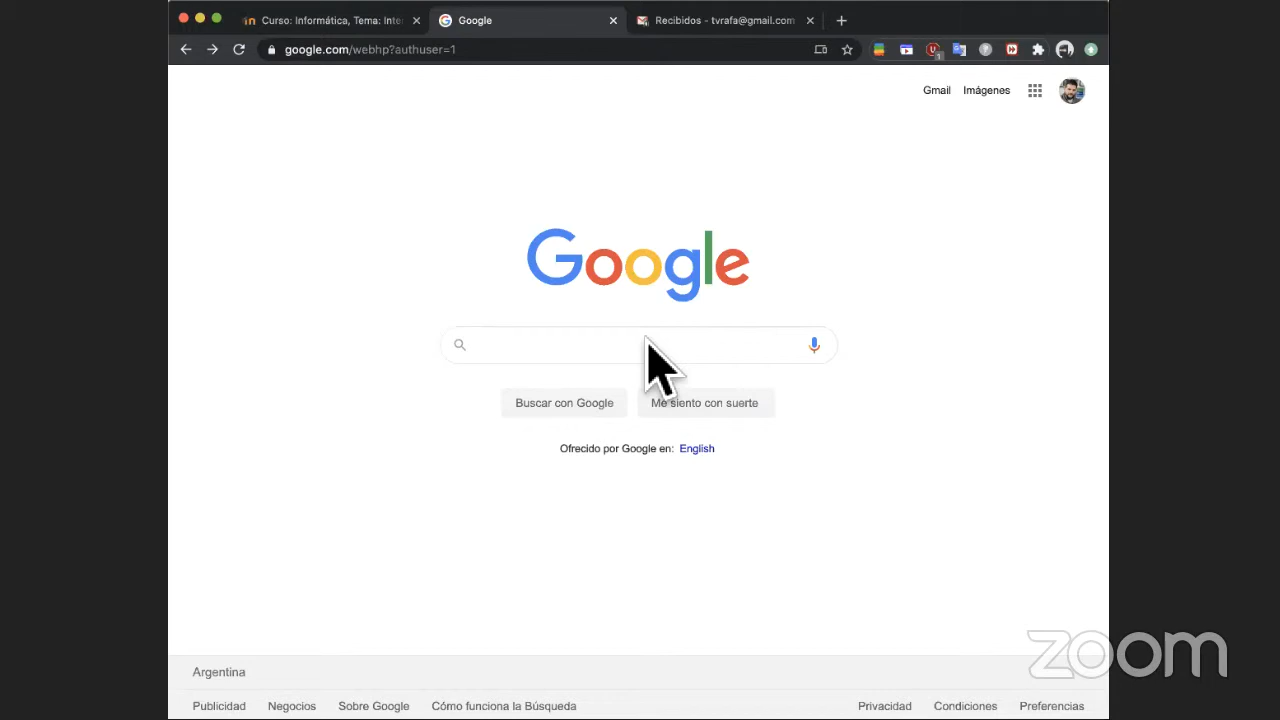 Curso: Informática, Tema: Inter
Google
Recibidos - tvrafa@gmail.com
google.com/webhp?authuser=1
1
Gmail
Imágenes
Google
Buscar con Google
Me siento con suerte
Ofrecido por Google en: English
Argentina
Publicidad
Negocios
Sobre Google
Cómo funciona la Búsqueda
Privacidad
Condiciones
Preferencias
zoom